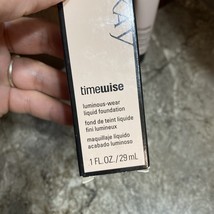 KAY
timewise
luminous-wear
liquid foundation
fond de teint liquide
fini lumineux
maquillaje líquido
acabado luminoso
1 FL. OZ./29 mL